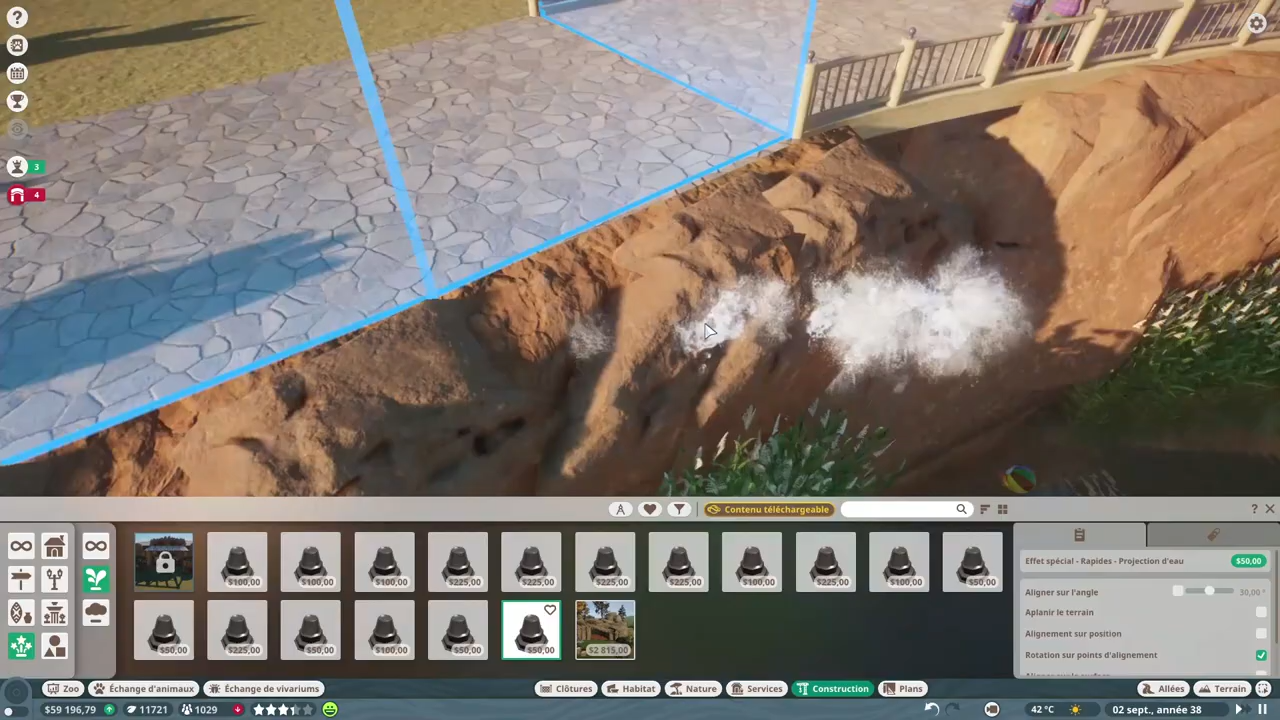 3
4
Contenu téléchargeable
?
$100,00
$100,00
$100,00
$225,00
$225,00
$225,00
$225,00
$100,00
$225,00
$100,00
$50,00
$50,00
$225,00
$50,00
$100,00
$50,00
$50,00
$2 815,00
Effet spécial - Rapides - Projection d'eau
$50,00
Aligner sur l'angle
30,00 °
Aplanir le terrain
Alignement sur position
Rotation sur points d'alignement
Zoo
Échange d'animaux
Échange de vivariums
Clôtures
Habitat
Nature
Services
Construction
Plans
Allées
Terrain
$59 196,79
11721
1029
42 °C
02 sept., année 38